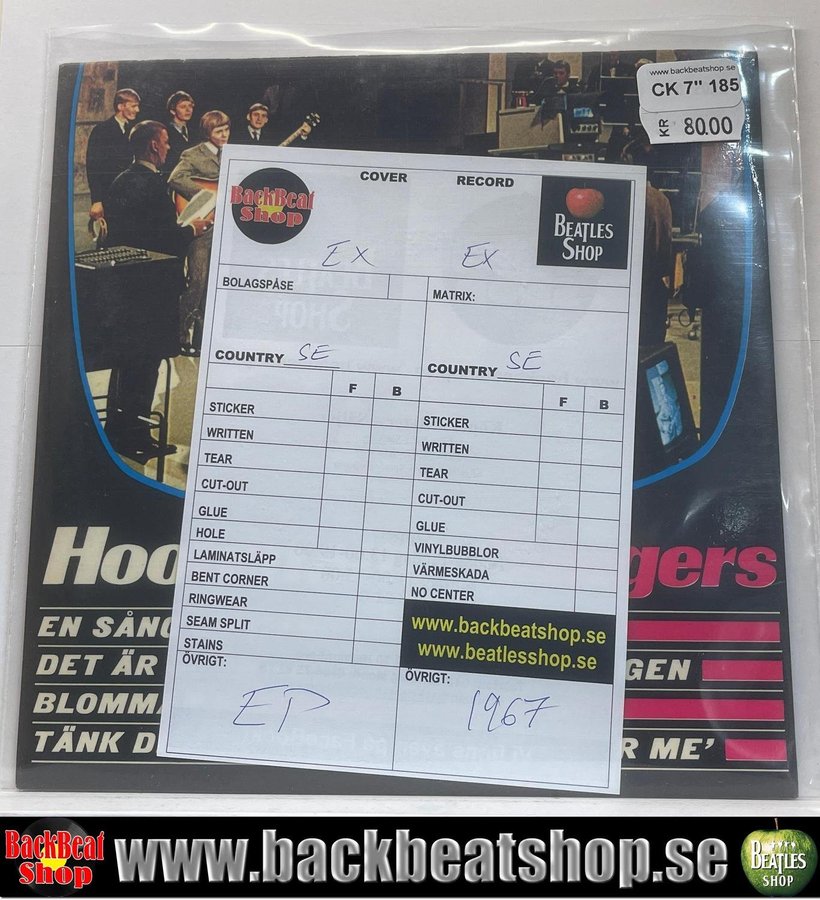 www.backbeatshop.se
CK 7" 185
KR 80.00
COVER RECORD
BackBeat
Shop
BEATLES
SHOP
EX EX
BOLAGSPÅSE
MATRIX:
COUNTRY SE
COUNTRY SE
F B
F B
STICKER
WRITTEN
TEAR
CUT-OUT
GLUE
HOLE
LAMINATSLÄPP
BENT CORNER
RINGWEAR
SEAM SPLIT
STAINS
ÖVRIGT:
EP
STICKER
WRITTEN
TEAR
CUT-OUT
GLUE
VINYLBUBBLOR
VÄRMESKADA
NO CENTER
www.backbeatshop.se
www.beatlesshop.se
ÖVRIGT:
1967
Hoo gers
EN SÅNG
DET ÄR GEN
BLOMMA
TÄNK D R ME'
BackBeat
Shop
www.backbeatshop.se
BEATLES
SHOP